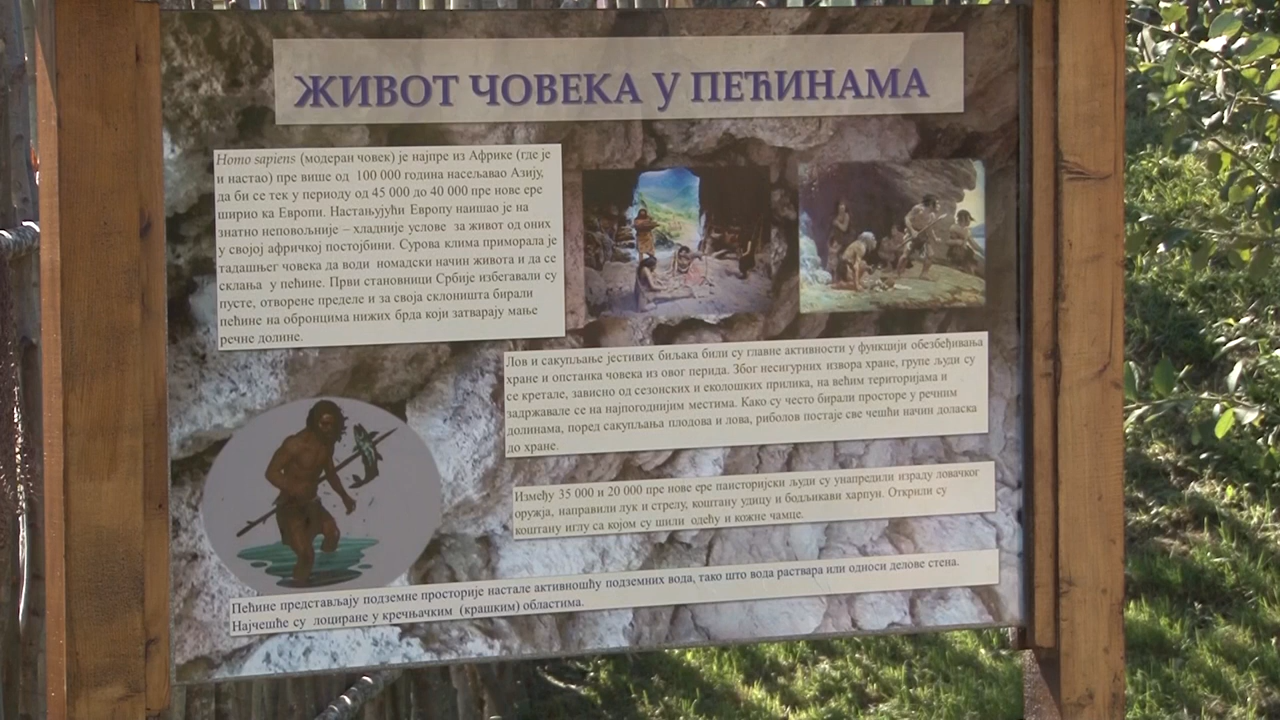 ЖИВОТ ЧОВЕКА У ПЕЋИНАМА
Homo sapiens (модеран човек) је најпре из Африке (где је
и настао) пре више од 100 000 година насељавао Азију,
да би се тек у периоду од 45 000 до 40 000 пре нове ере
ширио ка Европи. Настањујући Европу наишао је на
знатно неповољније – хладније услове за живот од оних
у својој афричкој постојбини. Сурова клима приморала је
тадашњег човека да води номадски начин живота и да се
склања у пећине. Први становници Србије избегавали су
пусте, отворене пределе и за своја склоништа бирали
пећине на обронцима нижих брда који затварају мање
речне долине.
Лов и сакупљање јестивих биљака били су главне активности у функцији обезбеђивања
хране и опстанка човека из овог перида. Због несигурних извора хране, групе људи су
се кретале, зависно од сезонских и еколошких прилика, на већим територијама и
задржавале се на најпогоднијим местима. Како су често бирали просторе у речним
долинама, поред сакупљања плодова и лова, риболов постаје све чешћи начин доласка
до хране.
Између 35 000 и 20 000 пре нове ере паисторијски људи су унапредили израду ловачког
оружја, направили лук и стрелу, коштану удицу и бодљикави харпун. Открили су
коштану иглу са којом су шили одећу и кожне чамце.
Пећине представљају подземне просторије настале активношћу подземних вода, тако што вода раствара или односи делове стена.
Најчешће су лоциране у кречњачким (крашким) областима.